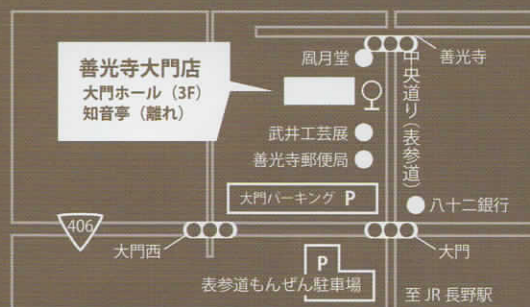 善光寺大門店
大門ホール（3F）
知音亭（離れ）
凮月堂
善光寺
中央道り（表参道）
武井工芸展
善光寺郵便局
大門パーキング P
八十二銀行
406
大門西
大門
P
表参道もんぜん駐車場
至 JR 長野駅